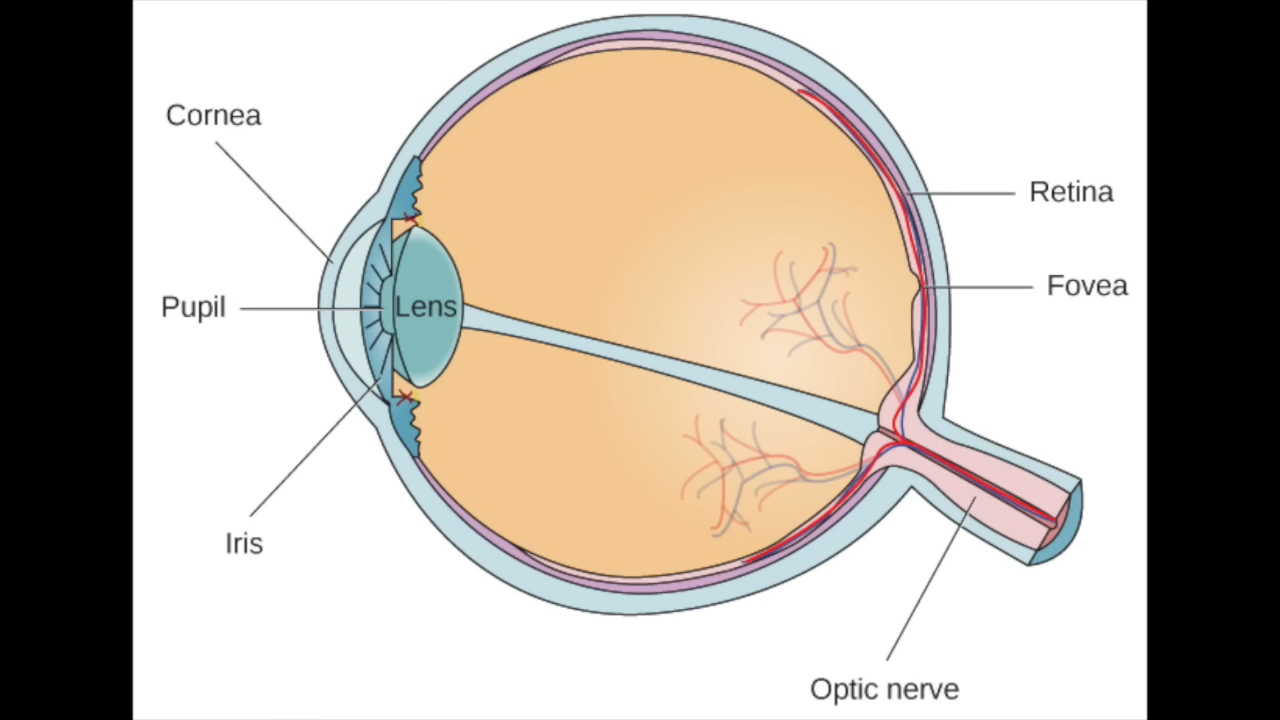 Cornea
Retina
Fovea
Pupil
Lens
Iris
Optic nerve